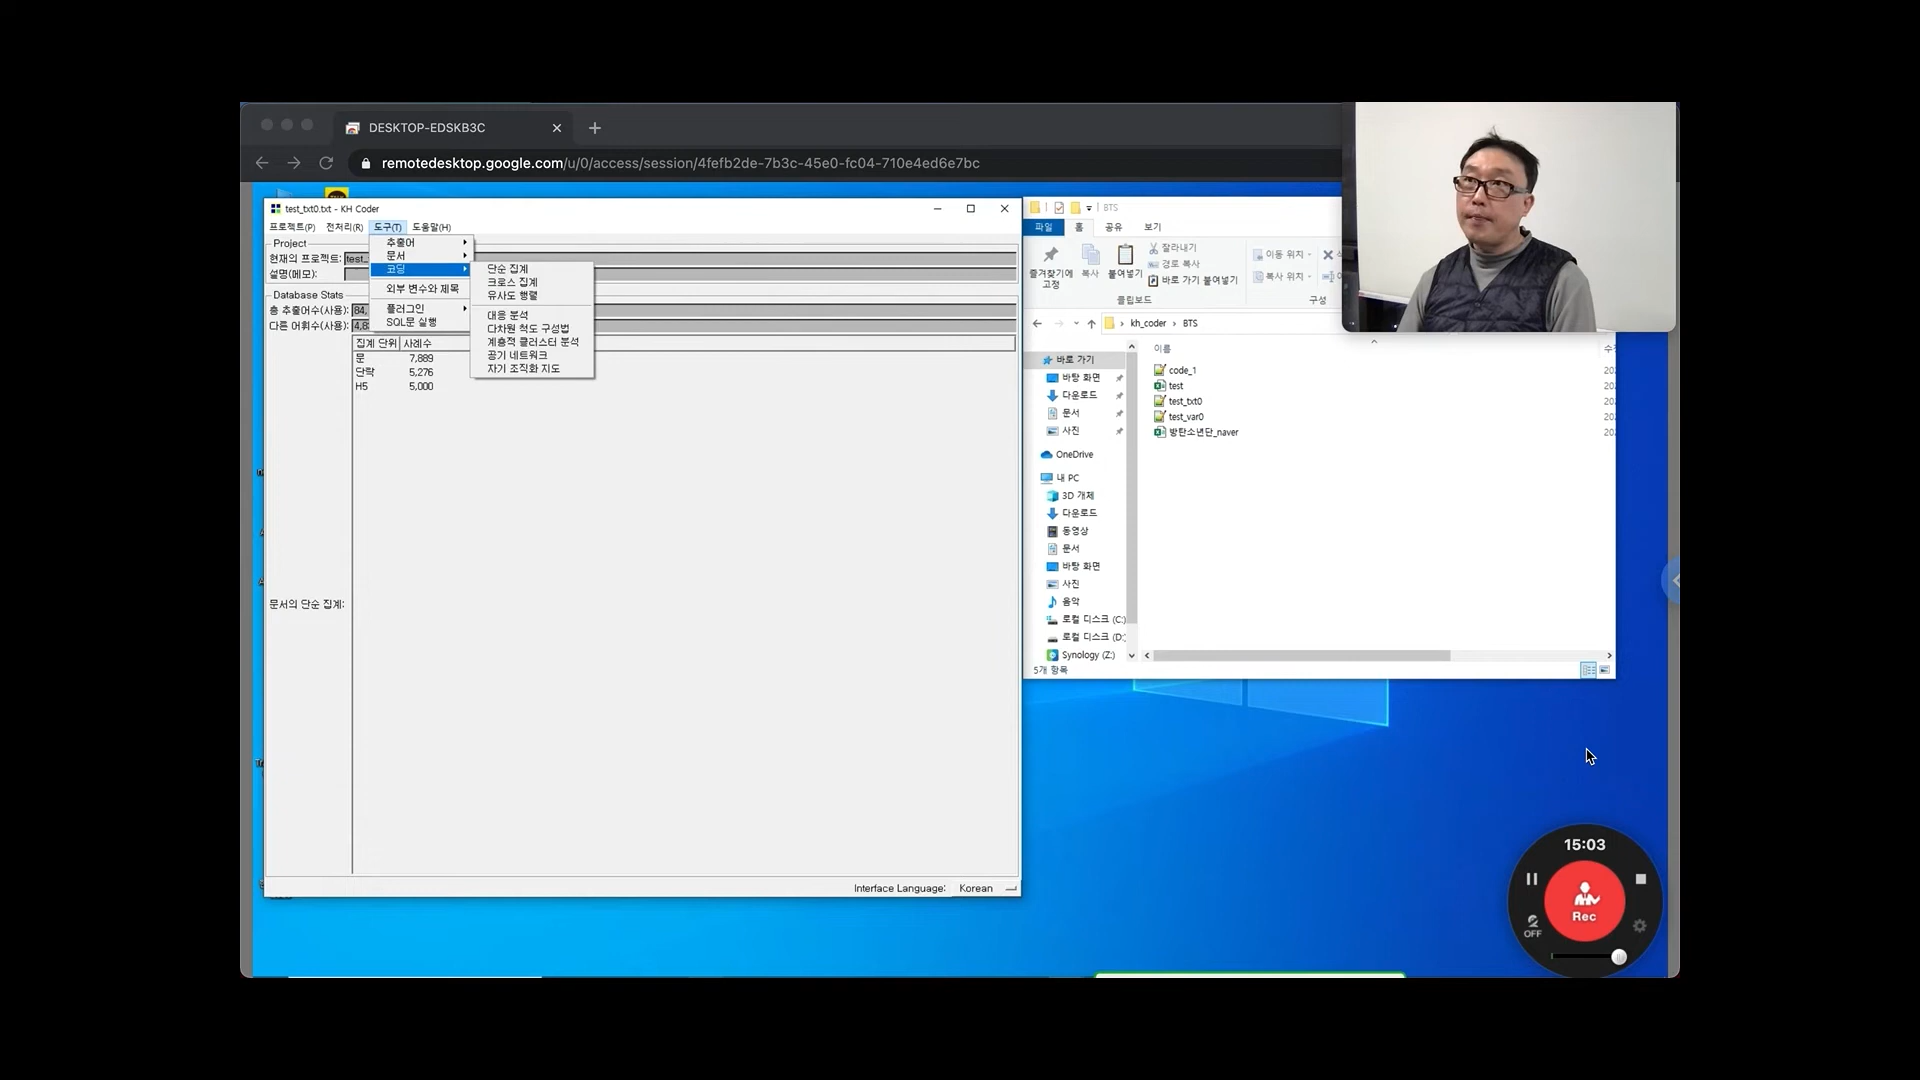 DESKTOP-EDSKB3C
remotedesktop.google.com/u/0/access/session/4fefb2de-7b3c-45e0-fc04-710e4ed6e7bc
test_txt0.txt - KH Coder
프로젝트(P) 전처리(R) 도구(T) 도움말(H)
Project
현재의 프로젝트: test_
설명(메모):
Database Stats
총 추출어수(사용): 84,
다른 어휘수(사용): 4,8
집계 단위 사례수
문 7,889
단락 5,276
H5 5,000
문서의 단순 집계:
Interface Language: Korean
추출어
문서
코딩
외부 변수와 제목
플러그인
SQL문 실행
단순 집계
크로스 집계
유사도 행렬
대응 분석
다차원 척도 구성법
계층적 클러스터 분석
공기 네트워크
자기 조직화 지도
BTS
파일 홈 공유 보기
즐겨찾기에 고정
복사
붙여넣기
잘라내기
경로 복사
바로 가기 붙여넣기
클립보드
이동 위치
복사 위치
구성
kh_coder › BTS
이름
바로 가기
바탕 화면
다운로드
문서
사진
OneDrive
내 PC
3D 개체
다운로드
동영상
문서
바탕 화면
사진
음악
로컬 디스크 (C:)
로컬 디스크 (D:)
Synology (Z:)
code_1
test
test_txt0
test_var0
방탄소년단_naver
5개 항목
15:03
Rec
OFF